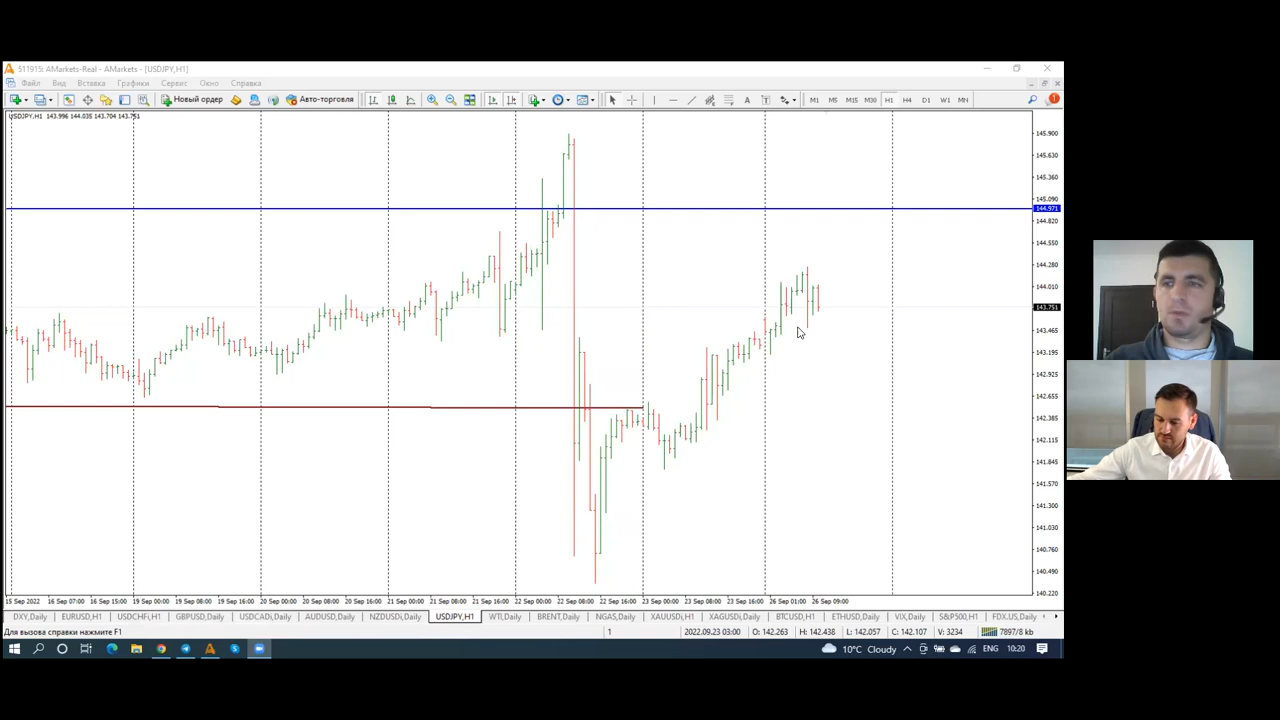 511915: AMarkets-Real - AMarkets - [USDJPY,H1]
Файл Вид Вставка Графики Сервис Окно Справка
Новый ордер Авто-торговля M1 M5 M15 M30 H1 H4 D1 W1 MN 1
USDJPY,H1 143.996 144.035 143.704 143.751
145.900
145.630
145.360
145.090
144.971
144.820
144.550
144.280
144.010
143.751
143.465
143.195
142.925
142.655
142.385
142.115
141.845
141.570
141.300
141.030
140.760
140.490
140.220
15 Sep 2022 16 Sep 07:00 16 Sep 15:00 19 Sep 00:00 19 Sep 08:00 19 Sep 16:00 20 Sep 00:00 20 Sep 08:00 20 Sep 16:00 21 Sep 00:00 21 Sep 08:00 21 Sep 16:00 22 Sep 00:00 22 Sep 08:00 22 Sep 16:00 23 Sep 00:00 23 Sep 08:00 23 Sep 16:00 26 Sep 01:00 26 Sep 09:00
DXY,Daily EURUSD,H1 USDCHFi,H1 GBPUSD,Daily USDCADi,Daily AUDUSD,Daily NZDUSDi,Daily USDJPY,H1 WTI,Daily BRENT,Daily NGAS,Daily XAUUSDi,H1 XAGUSDi,Daily BTCUSD,H1 ETHUSD,Daily VIX,Daily S&P500,H1 FDX.US,Daily
Для вызова справки нажмите F1 1 2022.09.23 03:00 O: 142.263 H: 142.438 L: 142.057 C: 142.107 V: 3234 7897/8 kb
10°C Cloudy ENG 10:20